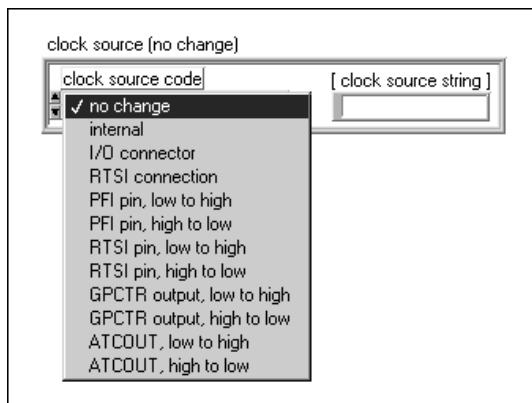 clock source (no change)
clock source code
[ clock source string ]
✓ no change
internal
I/O connector
RTSI connection
PFI pin, low to high
PFI pin, high to low
RTSI pin, low to high
RTSI pin, high to low
GPCTR output, low to high
GPCTR output, high to low
ATCOUT, low to high
ATCOUT, high to low